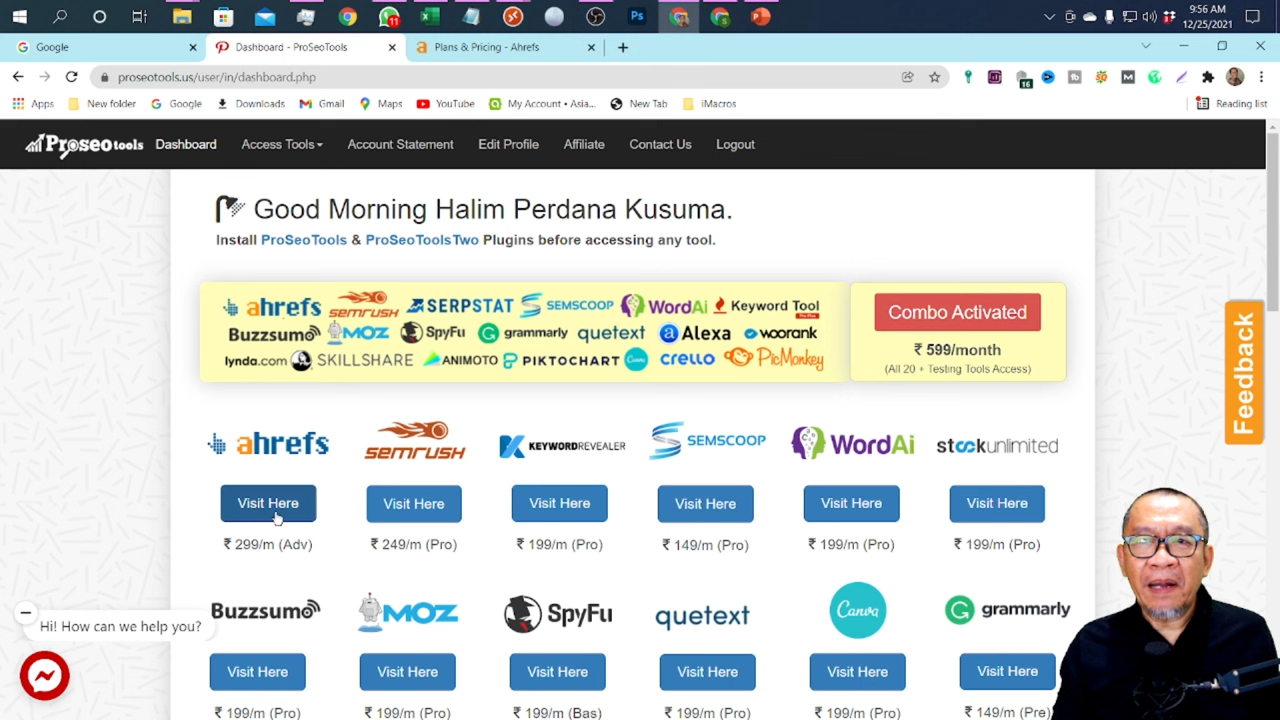 11
Ps
9:56 AM
12/25/2021
Google
Dashboard - ProSeoTools
a Plans & Pricing - Ahrefs
proseotools.us/user/in/dashboard.php
16
Apps
New folder
Google
Downloads
Gmail
Maps
YouTube
My Account • Asia...
New Tab
iMacros
Reading list
Proseotools
Dashboard
Access Tools
Account Statement
Edit Profile
Affiliate
Contact Us
Logout
Good Morning Halim Perdana Kusuma.
Install ProSeoTools & ProSeoToolsTwo Plugins before accessing any tool.
ahrefs SEMRUSH SERPSTAT SEMSCOOP WordAi Keyword Tool
Buzzsumo MOZ SpyFu grammarly quetext Alexa woorank
lynda.com SKILLSHARE ANIMOTO PIKTOCHART Canva crello PicMonkey
Combo Activated
₹ 599/month
(All 20 + Testing Tools Access)
ahrefs SEMRUSH KEYWORDREVEALER SEMSCOOP WordAi stockunlimited
Visit Here Visit Here Visit Here Visit Here Visit Here Visit Here
₹ 299/m (Adv) ₹ 249/m (Pro) ₹ 199/m (Pro) ₹ 149/m (Pro) ₹ 199/m (Pro) ₹ 199/m (Pro)
Buzzsumo MOZ SpyFu quetext Canva grammarly
Visit Here Visit Here Visit Here Visit Here Visit Here Visit Here
₹ 199/m (Pro) ₹ 199/m (Pro) ₹ 199/m (Bas) ₹ 199/m (Pro) ₹ 199/m (Pro) ₹ 149/m (Pre)
Hi! How can we help you?
Feedback